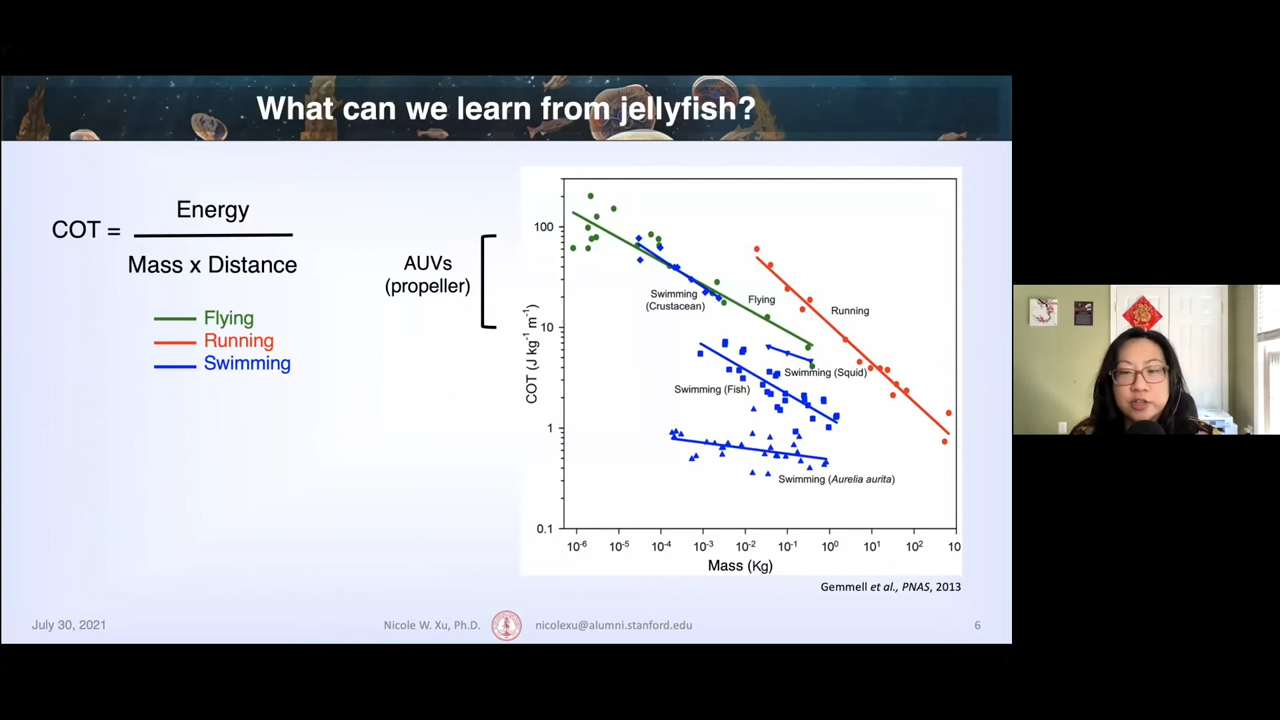 What can we learn from jellyfish?
COT =
Energy
Mass x Distance
Flying
Running
Swimming
AUVs
(propeller)
COT (J kg-1 m-1)
100
10
1
0.1
Swimming
(Crustacean)
Flying
Running
Swimming (Squid)
Swimming (Fish)
Swimming (Aurelia aurita)
10-6 10-5 10-4 10-3 10-2 10-1 100 101 102 10
Mass (Kg)
Gemmell et al., PNAS, 2013
July 30, 2021
Nicole W. Xu, Ph.D.
nicolexu@alumni.stanford.edu
6